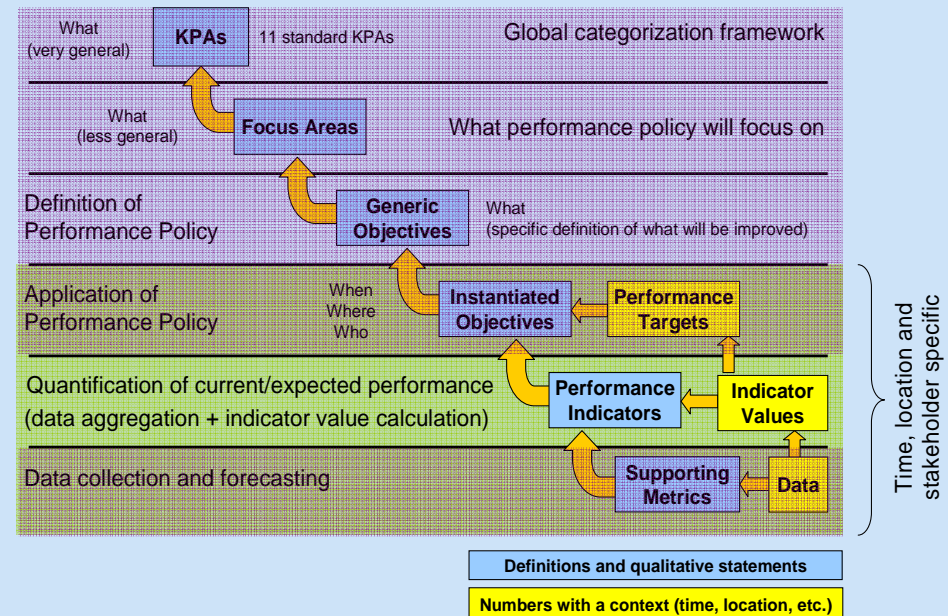 What
(very general)
KPAs
11 standard KPAs
Global categorization framework
What
(less general)
Focus Areas
What performance policy will focus on
Definition of
Performance Policy
Generic
Objectives
What
(specific definition of what will be improved)
Application of
Performance Policy
When
Where
Who
Instantiated
Objectives
Performance
Targets
Quantification of current/expected performance
(data aggregation + indicator value calculation)
Performance
Indicators
Indicator
Values
Data collection and forecasting
Supporting
Metrics
Data
Time, location and
stakeholder specific
Definitions and qualitative statements
Numbers with a context (time, location, etc.)